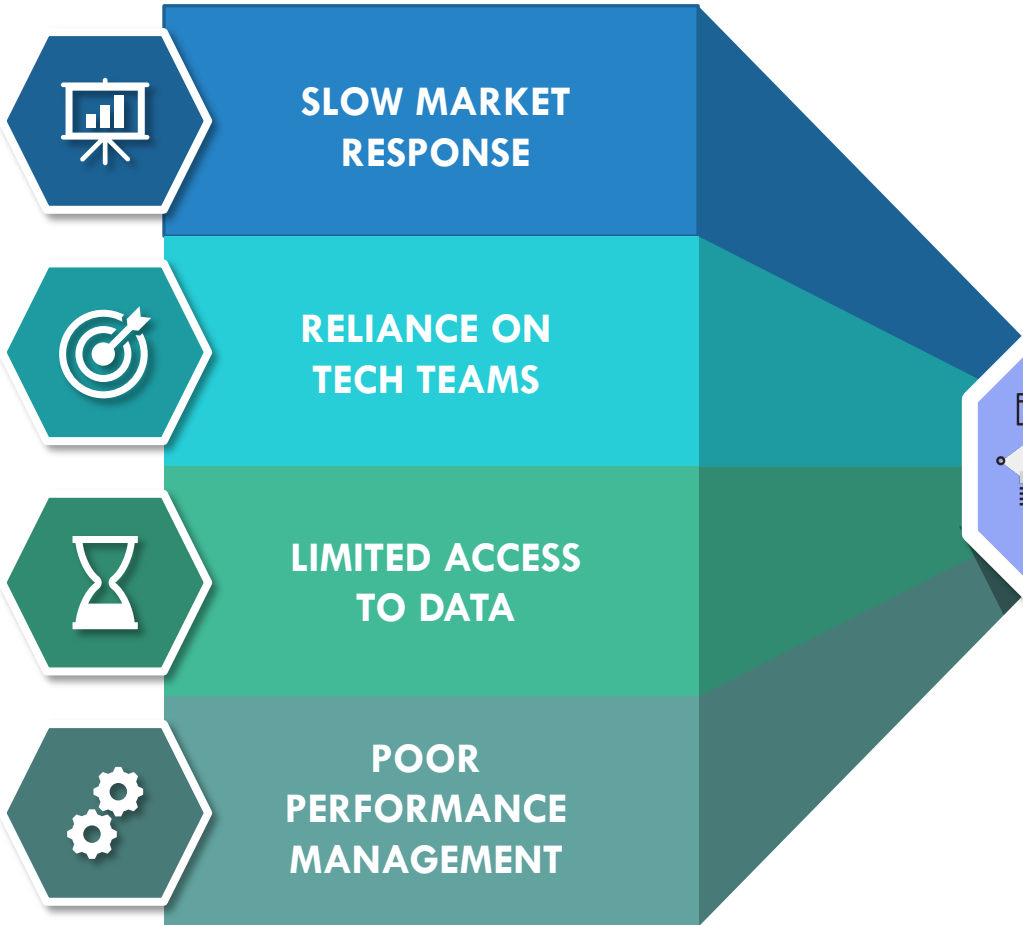 SLOW MARKET
RESPONSE
RELIANCE ON
TECH TEAMS
LIMITED ACCESS
TO DATA
POOR
PERFORMANCE
MANAGEMENT